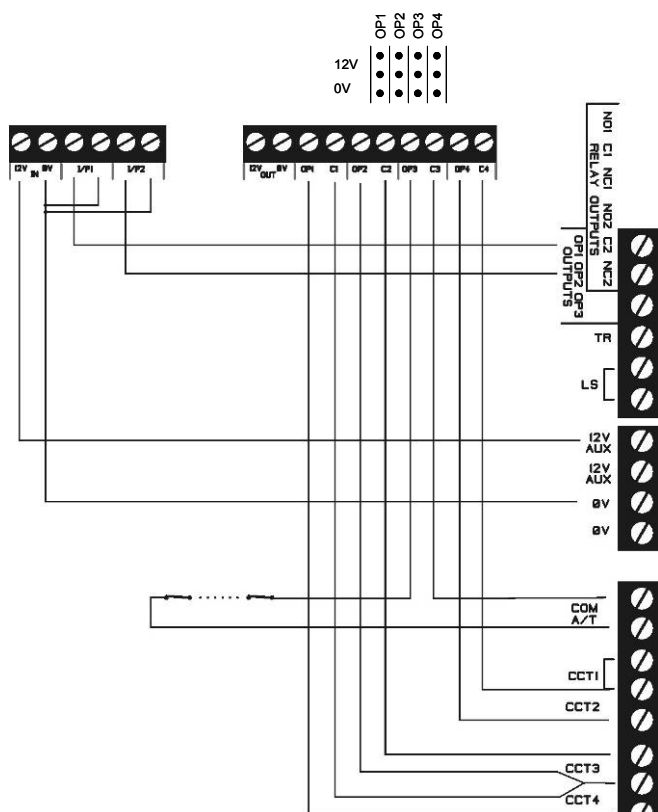 OP1 OP2 OP3 OP4
12V
0V
12V 0V I/P1 I/P2
IN
12V 0V OP1 C1 OP2 C2 OP3 C3 OP4 C4
OUT
NO1 C1 NC1 NO2 C2 NC2
RELAY OUTPUTS
OP1 OP2 OP3
OUTPUTS
TR
LS
12V
AUX
12V
AUX
0V
0V
COM
A/T
CCT1
CCT2
CCT3
CCT4